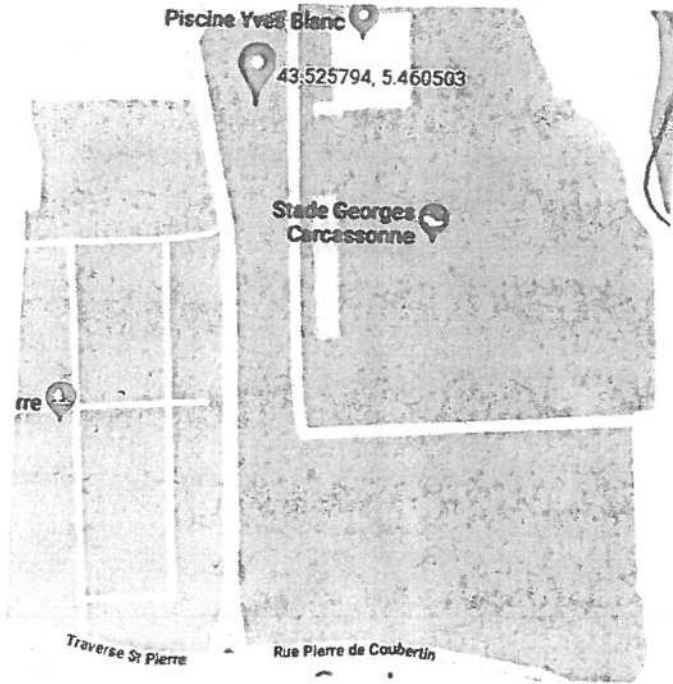 Piscine Yves Blanc
43.525794, 5.460503
Stade Georges
Carcassonne
rre
Traverse St Pierre
Rue Pierre de Coubertin